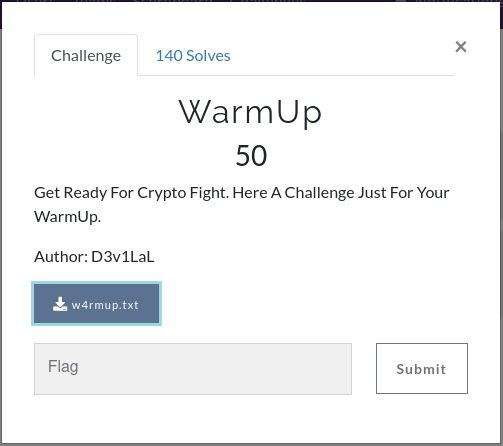 Challenge
140 Solves
×
WarmUp
50
Get Ready For Crypto Fight. Here A Challenge Just For Your
WarmUp.
Author: D3v1LaL
w4rmup.txt
Flag
Submit